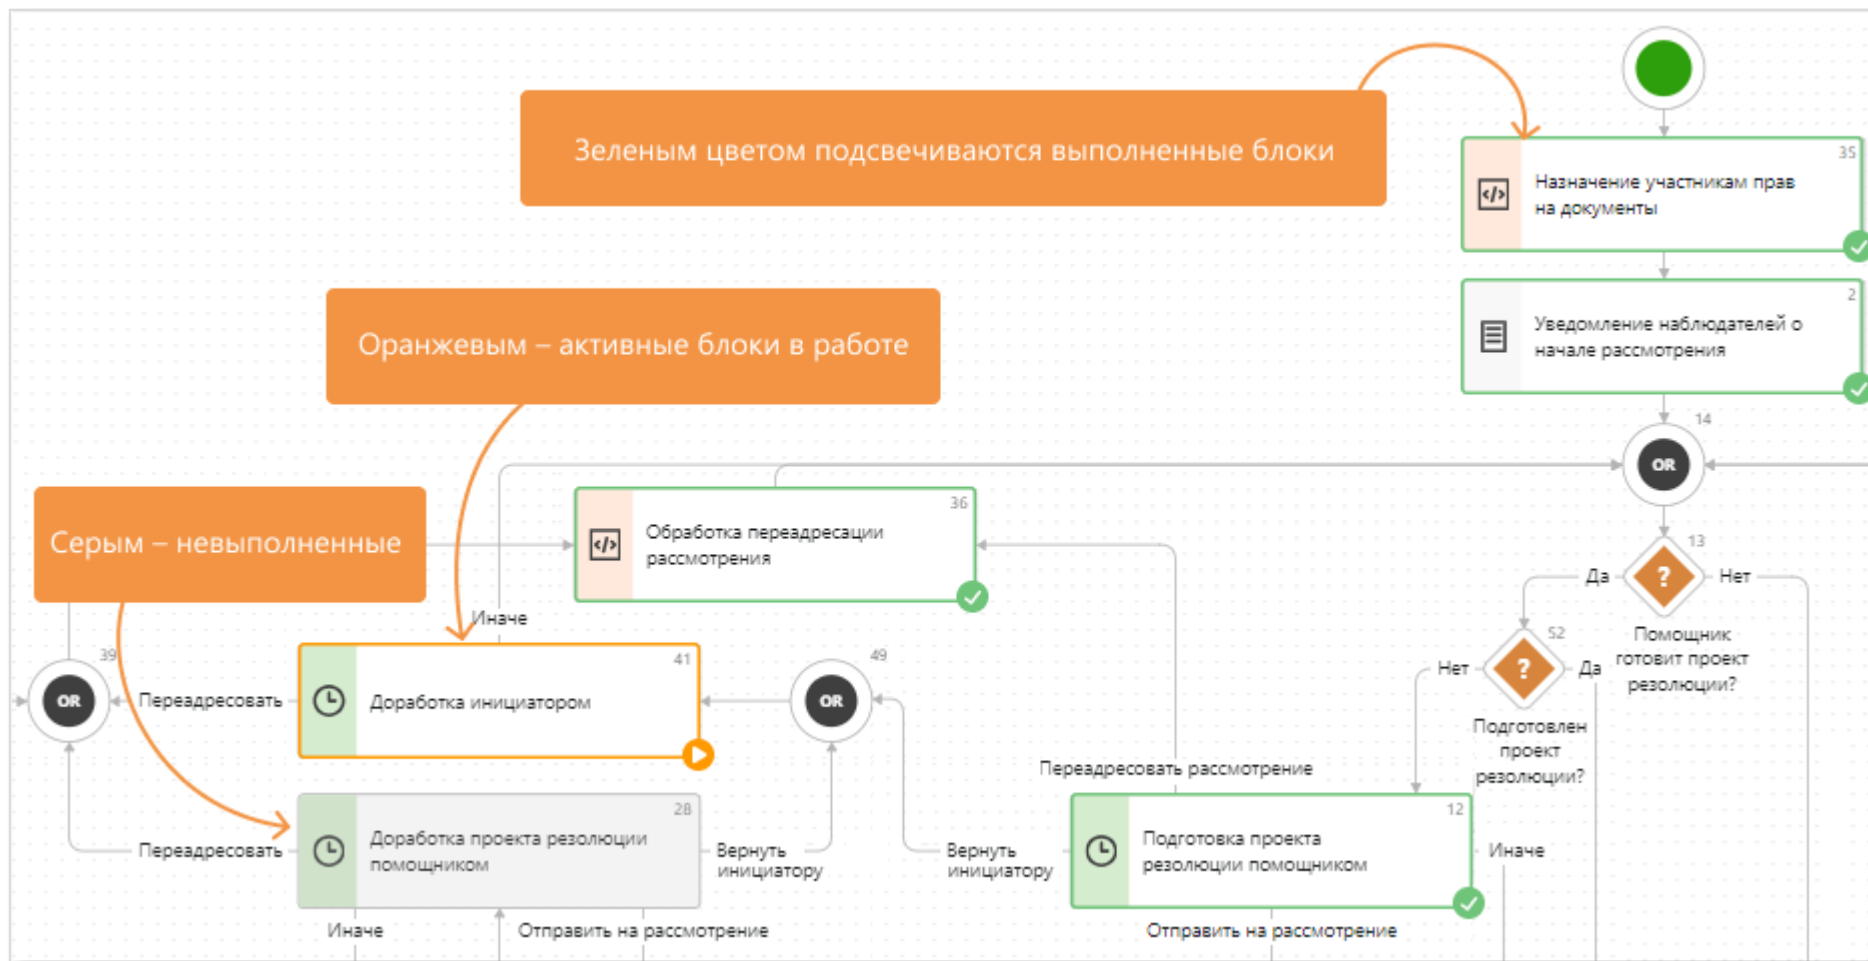 Зеленым цветом подсвечиваются выполненные блоки
35
Назначение участникам прав
на документы
2
Уведомление наблюдателей о
начале рассмотрения
Оранжевым – активные блоки в работе
14
OR
Серым – невыполненные
36
Обработка переадресации
рассмотрения
13
Да
?
Нет
Помощник
готовит проект
резолюции?
52
Нет
?
Да
Подготовлен
проект
резолюции?
Иначе
39
OR
Переадресовать
41
Доработка инициатором
49
OR
Переадресовать рассмотрение
Переадресовать
28
Доработка проекта резолюции
помощником
Вернуть
инициатору
Вернуть
инициатору
12
Подготовка проекта
резолюции помощником
Иначе
Иначе
Отправить на рассмотрение
Отправить на рассмотрение